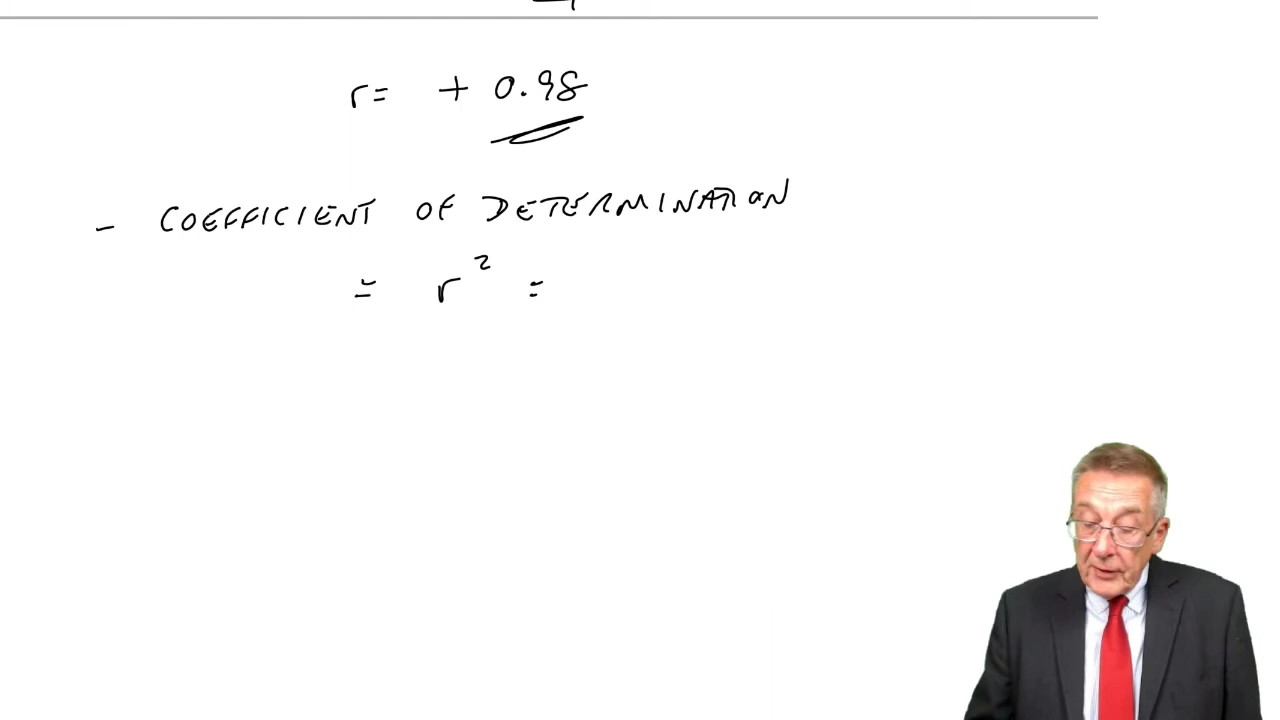 r = + 0.98
- COEFFICIENT OF DETERMINATION
= r² =